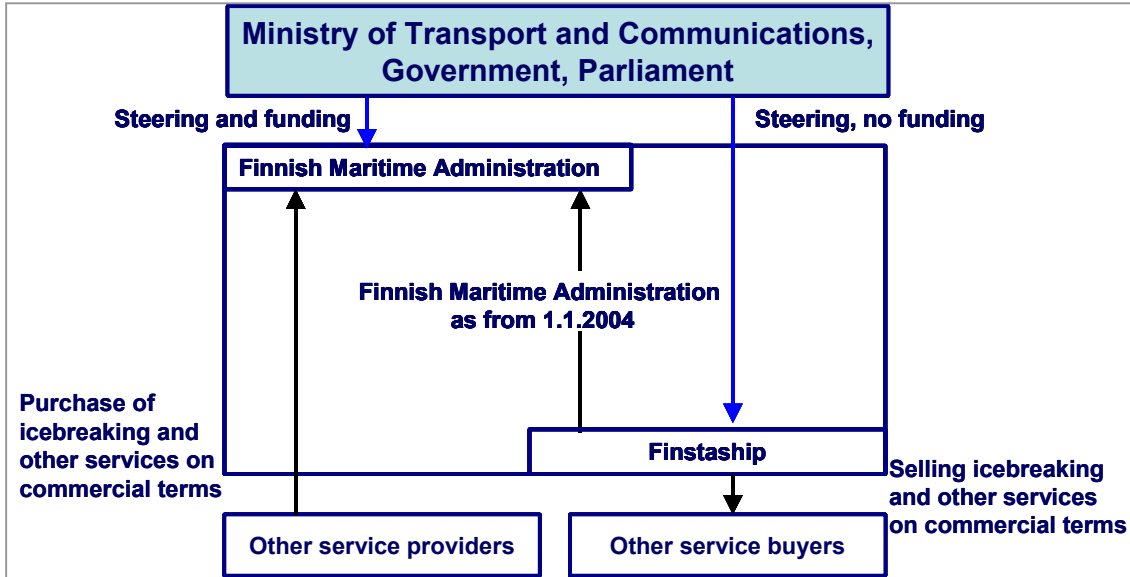 Ministry of Transport and Communications,
Government, Parliament
Steering and funding
Steering, no funding
Finnish Maritime Administration
Finnish Maritime Administration
as from 1.1.2004
Purchase of
icebreaking and
other services on
commercial terms
Finstaship
Selling icebreaking
and other services
on commercial terms
Other service providers
Other service buyers